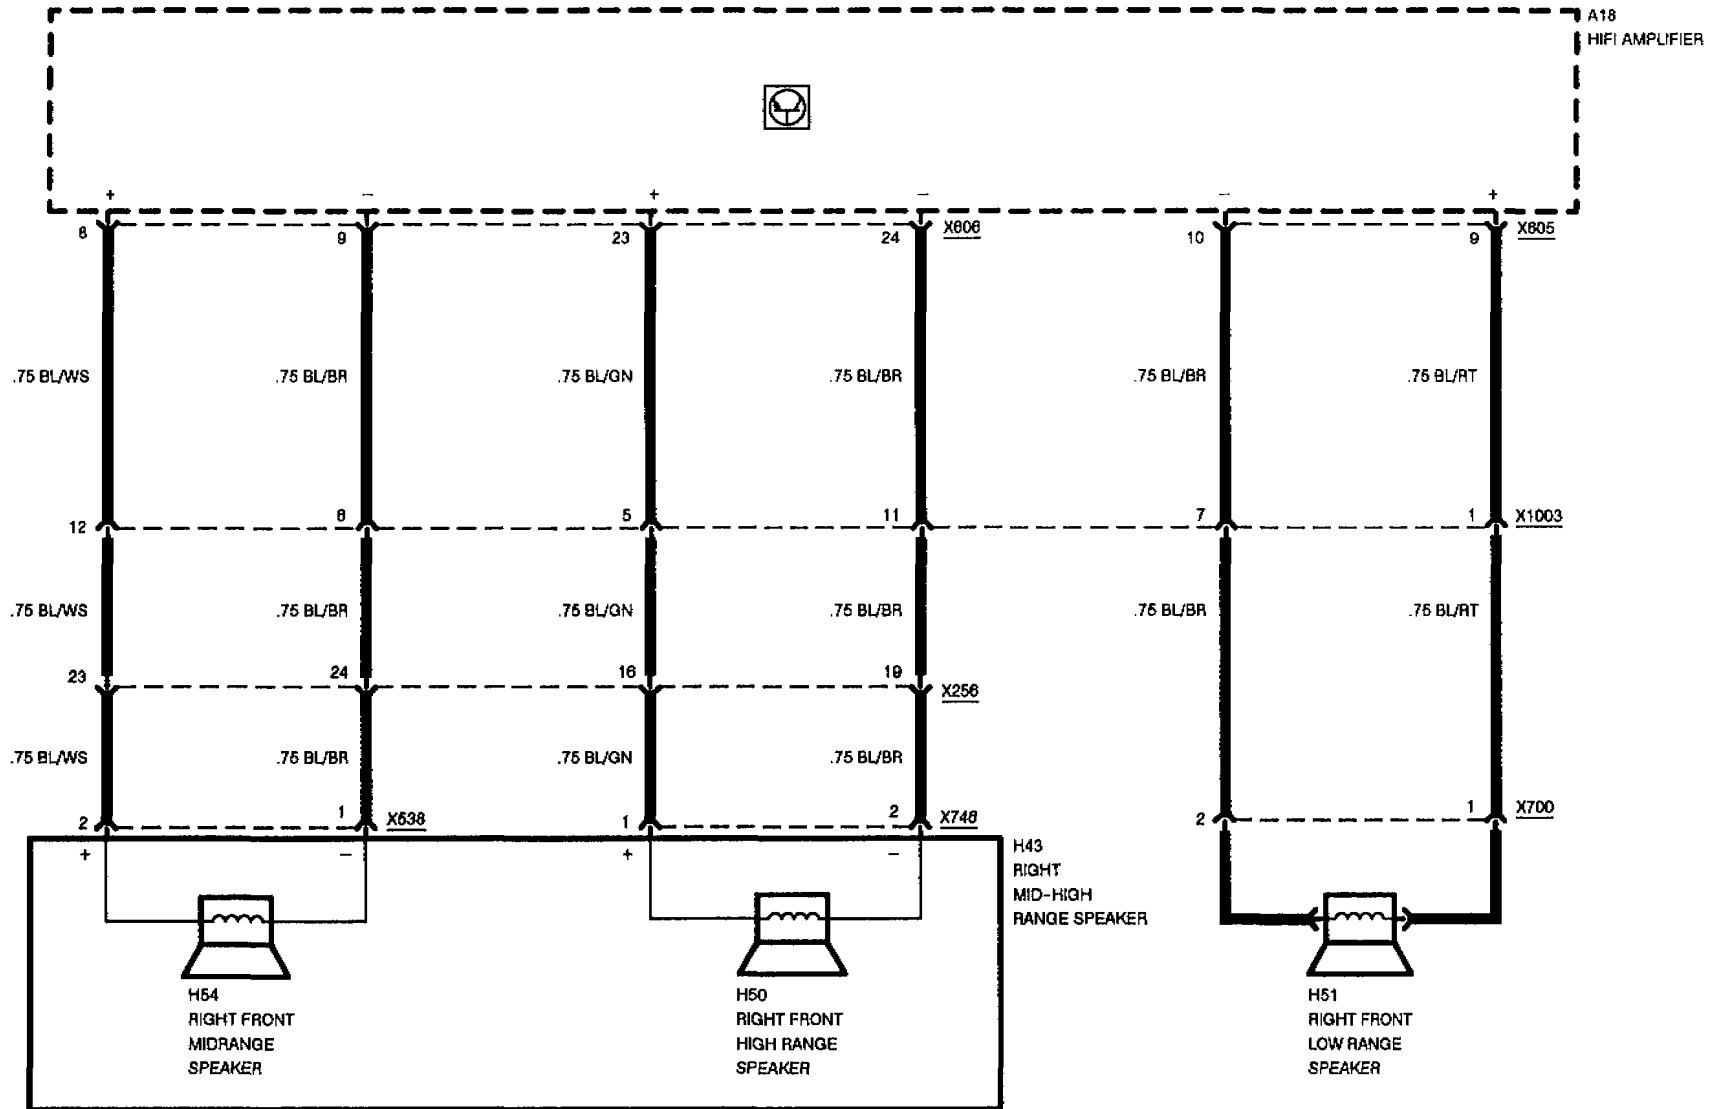 A18
HIFI AMPLIFIER
+ − + − − +
8 9 23 24 X606 10 9 X605
.75 BL/WS .75 BL/BR .75 BL/GN .75 BL/BR .75 BL/BR .75 BL/RT
12 6 5 11 7 1 X1003
.75 BL/WS .75 BL/BR .75 BL/GN .75 BL/BR .75 BL/BR .75 BL/RT
23 24 16 19 X256
.75 BL/WS .75 BL/BR .75 BL/GN .75 BL/BR
2 1 X538 1 2 X748 2 1 X700
+ − + −
H43
RIGHT
MID-HIGH
RANGE SPEAKER
H54
RIGHT FRONT
MIDRANGE
SPEAKER
H50
RIGHT FRONT
HIGH RANGE
SPEAKER
H51
RIGHT FRONT
LOW RANGE
SPEAKER